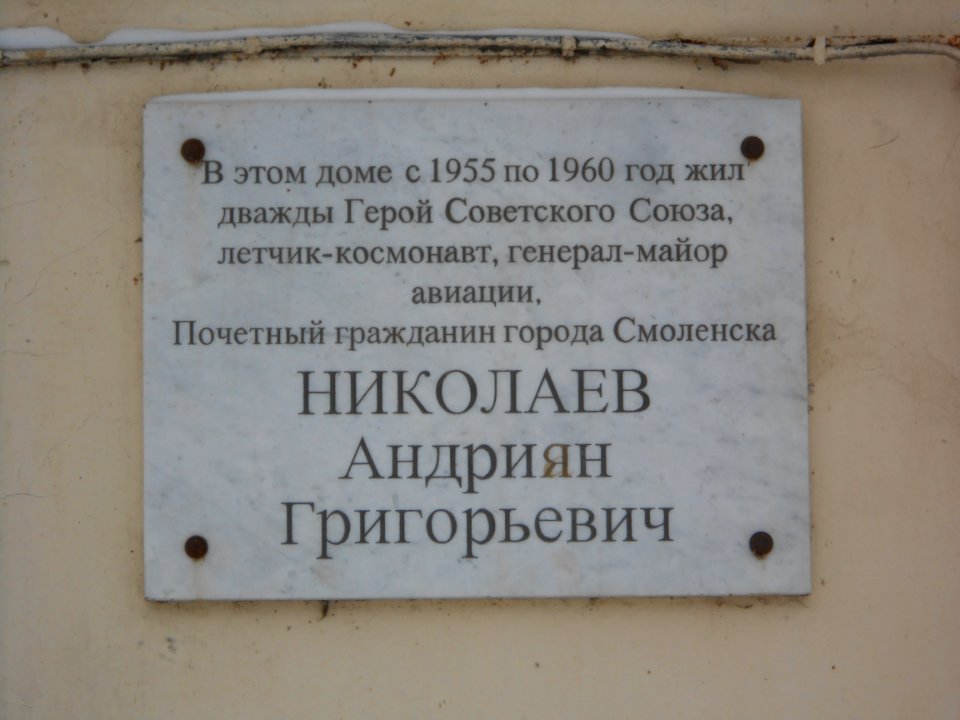 В этом доме с 1955 по 1960 год жил
дважды Герой Советского Союза,
летчик-космонавт, генерал-майор
авиации,
Почетный гражданин города Смоленска
НИКОЛАЕВ
Андриян
Григорьевич